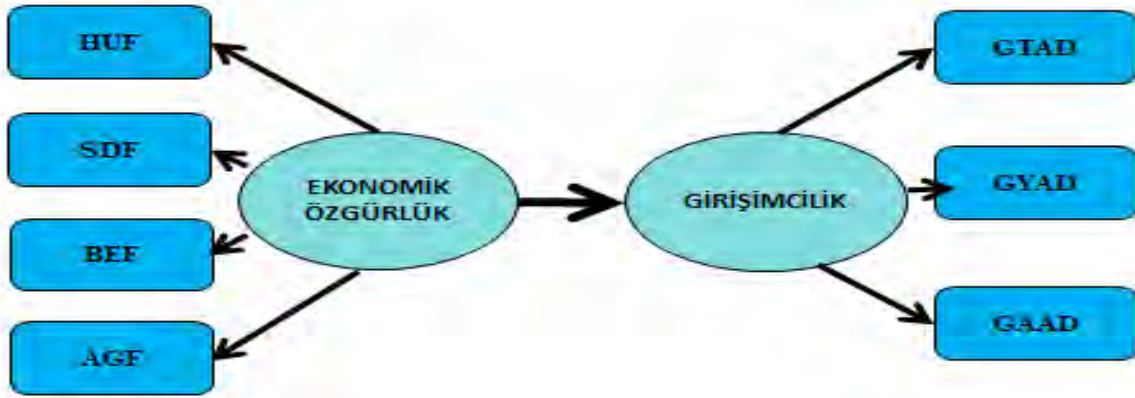 HUF
SDF
BEF
AGF
EKONOMİK
ÖZGÜRLÜK
GİRİŞİMCİLİK
GTAD
GYAD
GAAD